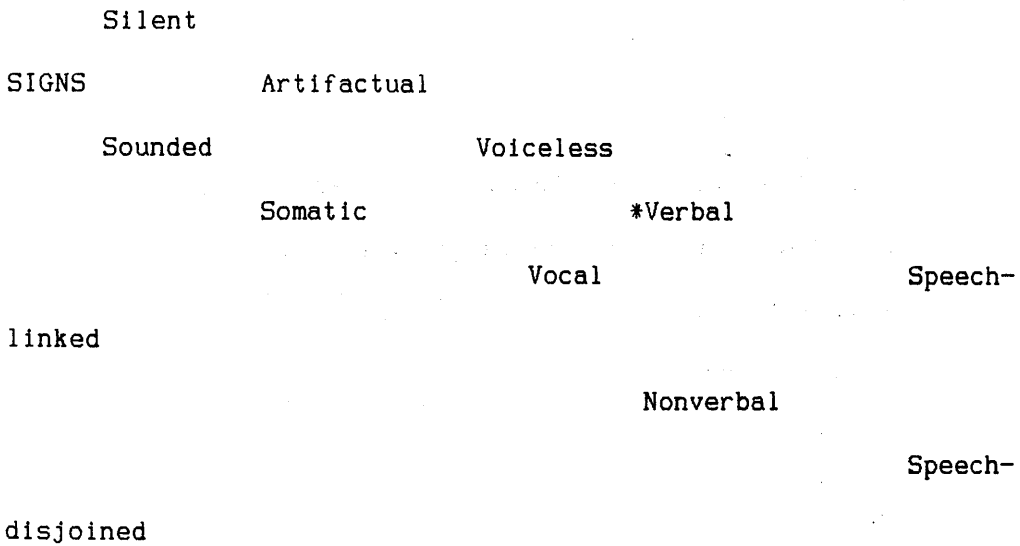 Silent
SIGNS Artifactual
Sounded Voiceless
Somatic *Verbal
Vocal Speech-
linked
Nonverbal
Speech-
disjoined